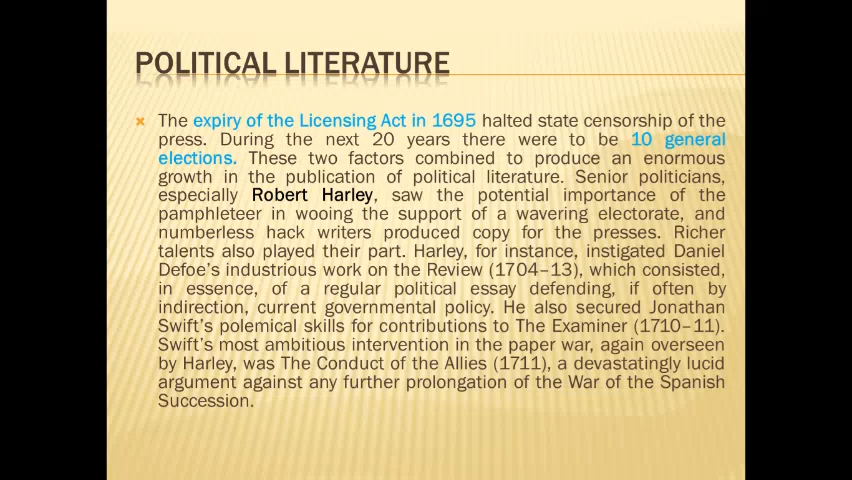 POLITICAL LITERATURE
The expiry of the Licensing Act in 1695 halted state censorship of the
press. During the next 20 years there were to be 10 general
elections. These two factors combined to produce an enormous
growth in the publication of political literature. Senior politicians,
especially Robert Harley, saw the potential importance of the
pamphleteer in wooing the support of a wavering electorate, and
numberless hack writers produced copy for the presses. Richer
talents also played their part. Harley, for instance, instigated Daniel
Defoe’s industrious work on the Review (1704–13), which consisted,
in essence, of a regular political essay defending, if often by
indirection, current governmental policy. He also secured Jonathan
Swift’s polemical skills for contributions to The Examiner (1710–11).
Swift’s most ambitious intervention in the paper war, again overseen
by Harley, was The Conduct of the Allies (1711), a devastatingly lucid
argument against any further prolongation of the War of the Spanish
Succession.